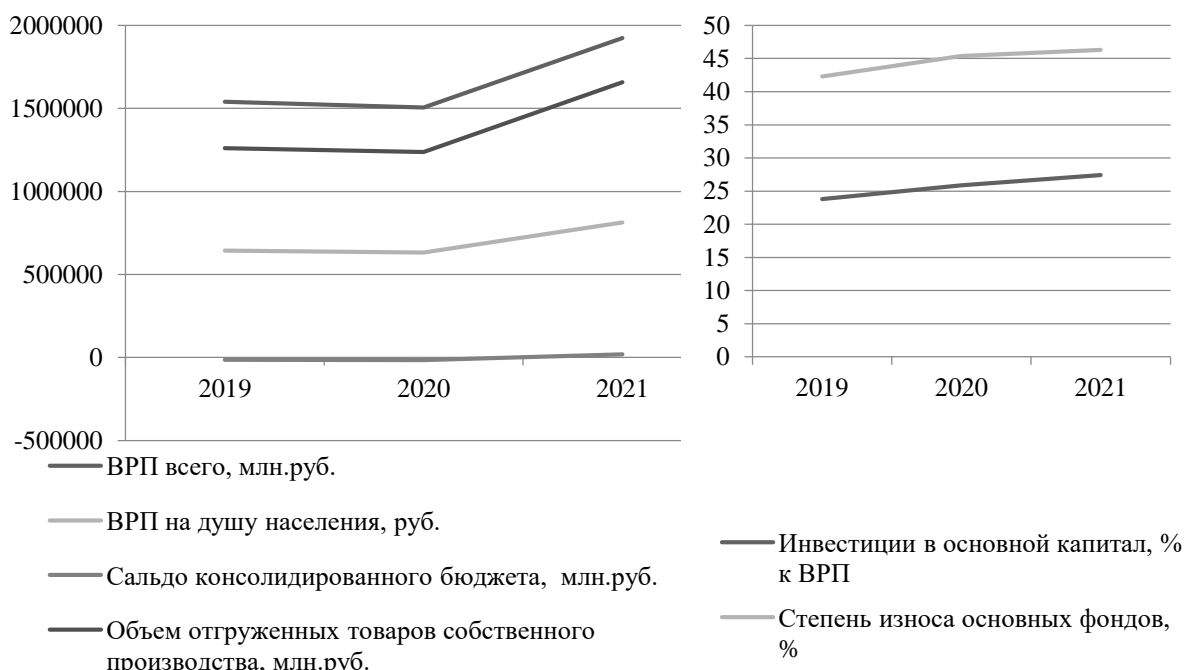 2000000
1500000
1000000
500000
0
-500000
2019 2020 2021
ВРП всего, млн.руб.
ВРП на душу населения, руб.
Сальдо консолидированного бюджета, млн.руб.
Объем отгруженных товаров собственного
производства, млн.руб.
50
45
40
35
30
25
20
15
10
5
0
2019 2020 2021
Инвестиции в основной капитал, %
к ВРП
Степень износа основных фондов,
%